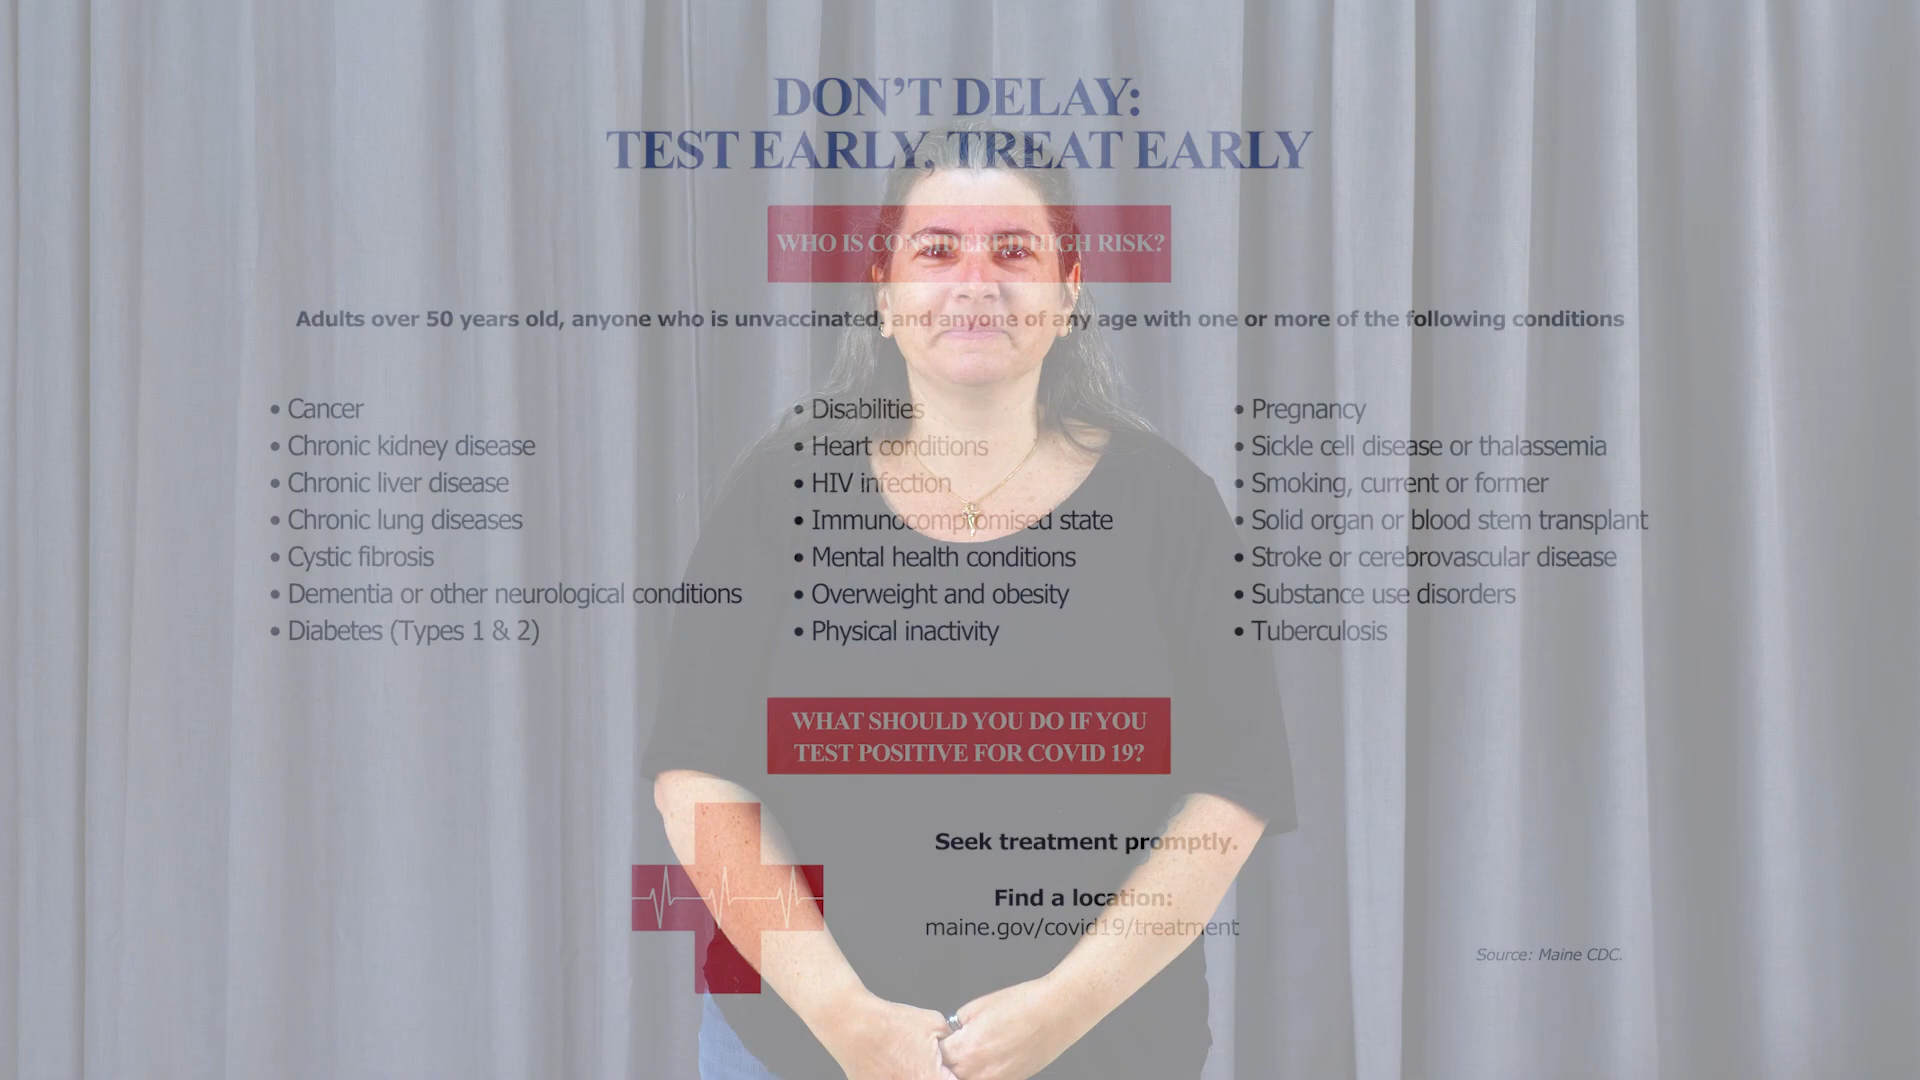 DON'T DELAY:
TEST EARLY, TREAT EARLY
WHO IS CONSIDERED HIGH RISK?
Adults over 50 years old, anyone who is unvaccinated, and anyone of any age with one or more of the following conditions
• Cancer
• Chronic kidney disease
• Chronic liver disease
• Chronic lung diseases
• Cystic fibrosis
• Dementia or other neurological conditions
• Diabetes (Types 1 & 2)
• Disabilities
• Heart conditions
• HIV infection
• Immunocompromised state
• Mental health conditions
• Overweight and obesity
• Physical inactivity
• Pregnancy
• Sickle cell disease or thalassemia
• Smoking, current or former
• Solid organ or blood stem transplant
• Stroke or cerebrovascular disease
• Substance use disorders
• Tuberculosis
WHAT SHOULD YOU DO IF YOU
TEST POSITIVE FOR COVID 19?
Seek treatment promptly.
Find a location:
maine.gov/covid19/treatment
Source: Maine CDC.